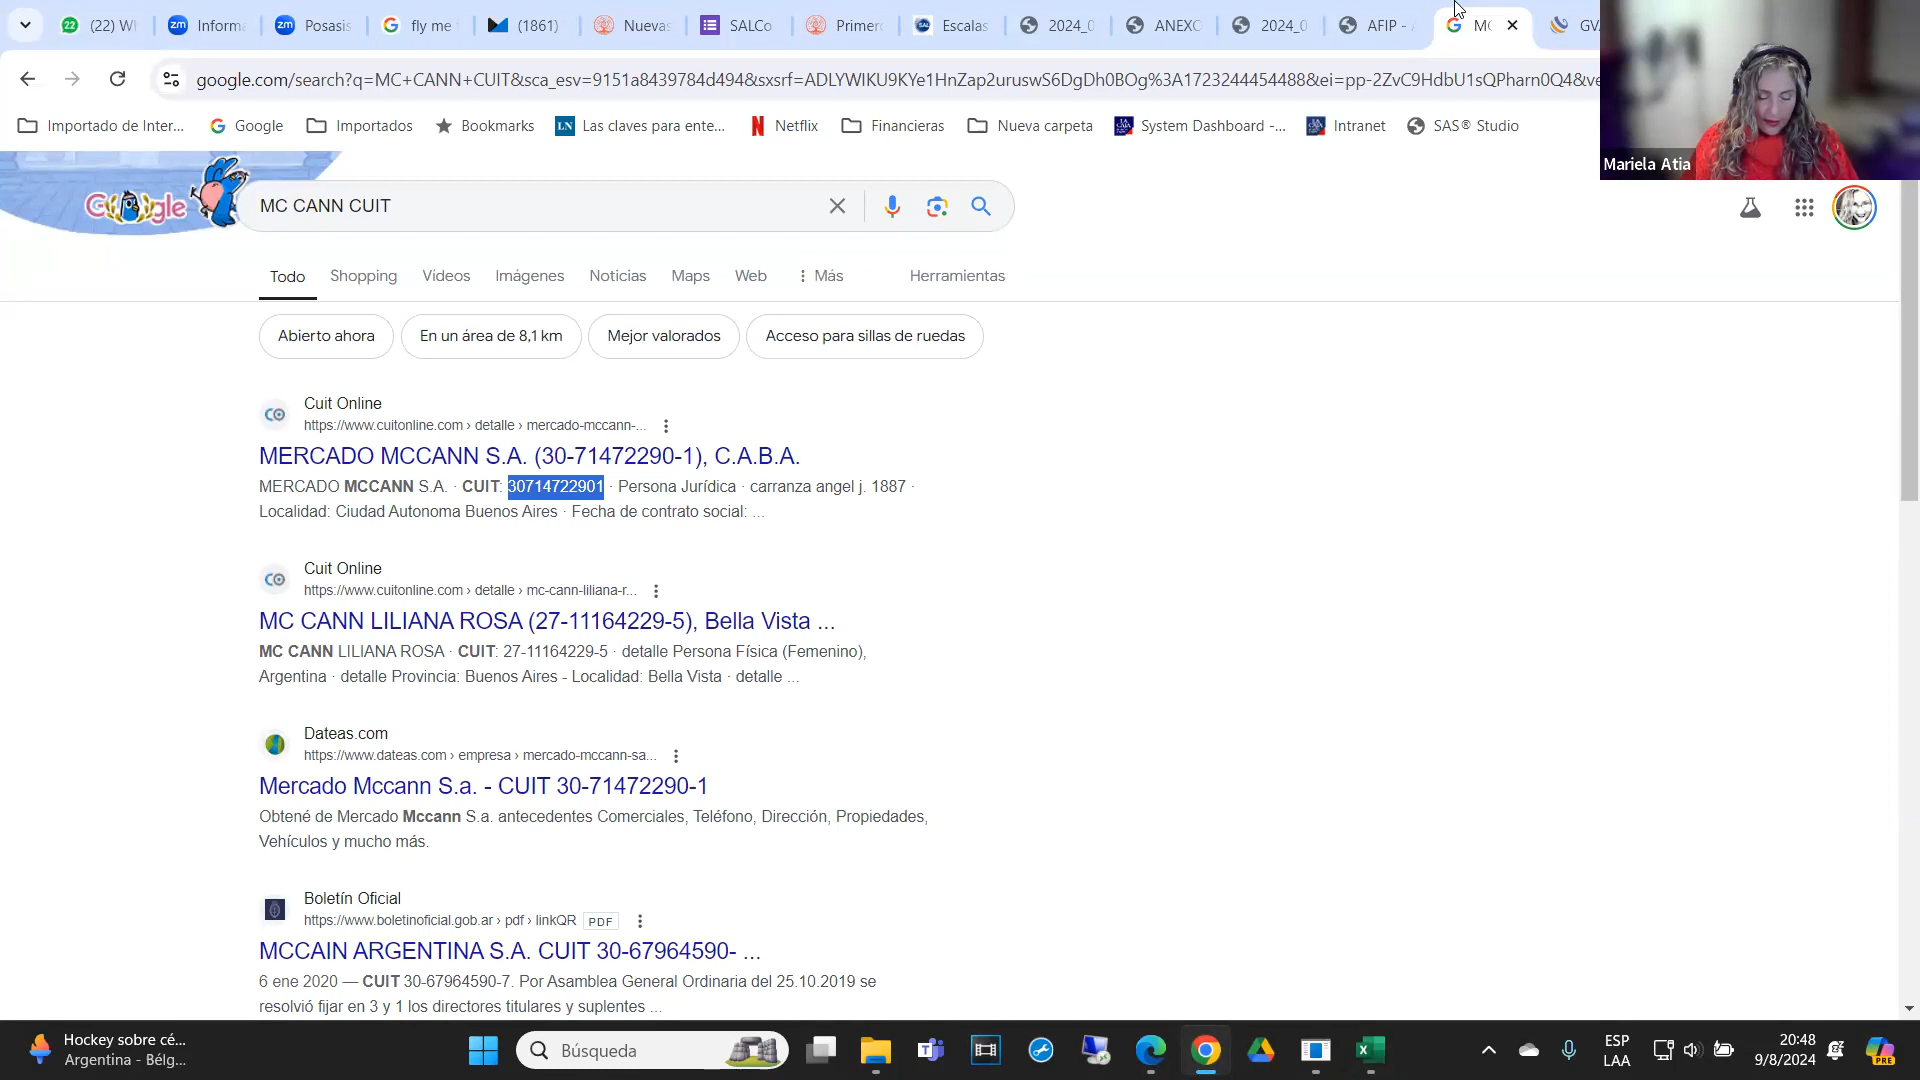 (22) W
Informa
Posasis
fly me
(1861)
Nuevas
SALCo
Primer
Escalas
2024_0
ANEXO
2024_0
AFIP -
google.com/search?q=MC+CANN+CUIT&sca_esv=9151a8439784d494&sxsrf=ADLYWIKU9KYe1HnZap2uruswS6DgDh0BOg%3A1723244454488&ei=pp-2ZvC9HdbU1sQPharn0Q4&ve
Importado de Inter...
Google
Importados
Bookmarks
LN Las claves para ente...
Netflix
Financieras
Nueva carpeta
System Dashboard -...
Intranet
SAS® Studio
Mariela Atia
Google
MC CANN CUIT
Todo
Shopping
Videos
Imágenes
Noticias
Maps
Web
Más
Herramientas
Abierto ahora
En un área de 8,1 km
Mejor valorados
Acceso para sillas de ruedas
Cuit Online
https://www.cuitonline.com › detalle › mercado-mccann-...
MERCADO MCCANN S.A. (30-71472290-1), C.A.B.A.
MERCADO MCCANN S.A. · CUIT: 30714722901 · Persona Jurídica · carranza angel j. 1887 ·
Localidad: Ciudad Autonoma Buenos Aires · Fecha de contrato social: ...
Cuit Online
https://www.cuitonline.com › detalle › mc-cann-liliana-r...
MC CANN LILIANA ROSA (27-11164229-5), Bella Vista ...
MC CANN LILIANA ROSA · CUIT: 27-11164229-5 · detalle Persona Física (Femenino),
Argentina · detalle Provincia: Buenos Aires - Localidad: Bella Vista · detalle ...
Dateas.com
https://www.dateas.com › empresa › mercado-mccann-sa...
Mercado Mccann S.a. - CUIT 30-71472290-1
Obtené de Mercado Mccann S.a. antecedentes Comerciales, Teléfono, Dirección, Propiedades,
Vehículos y mucho más.
Boletín Oficial
https://www.boletinoficial.gob.ar › pdf › linkQR PDF
MCCAIN ARGENTINA S.A. CUIT 30-67964590- ...
6 ene 2020 — CUIT 30-67964590-7. Por Asamblea General Ordinaria del 25.10.2019 se
resolvió fijar en 3 y 1 los directores titulares y suplentes ...
Hockey sobre cé...
Argentina - Bélg...
Búsqueda
ESP
LAA
20:48
9/8/2024
PRE